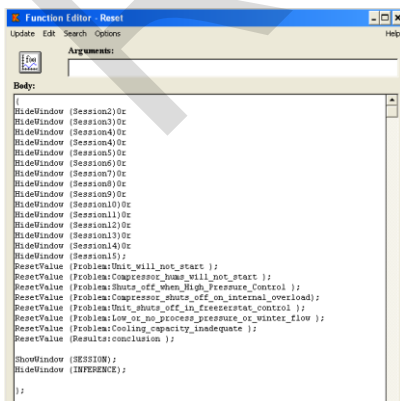 Function Editor - Reset
Update Edit Search Options Help
Arguments:
Body:
{
HideWindow (Session2)Or
HideWindow (Session3)Or
HideWindow (Session4)Or
HideWindow (Session4)Or
HideWindow (Session5)Or
HideWindow (Session6)Or
HideWindow (Session7)Or
HideWindow (Session8)Or
HideWindow (Session9)Or
HideWindow (Session10)Or
HideWindow (Session11)Or
HideWindow (Session12)Or
HideWindow (Session13)Or
HideWindow (Session14)Or
HideWindow (Session15);
ResetValue (Problem:Unit_will_not_start );
ResetValue (Problem:Compressor_hums_will_not_start );
ResetValue (Problem:Shuts_off_when_High_Pressure_Control );
ResetValue (Problem:Compressor_shuts_off_on_internal_overload);
ResetValue (Problem:Unit_shuts_off_in_freezerstat_control );
ResetValue (Problem:Low_or_no_process_pressure_or_winter_flow );
ResetValue (Problem:Cooling_capacity_inadequate );
ResetValue (Results:conclusion );
ShowWindow (SESSION);
HideWindow (INFERENCE);
};